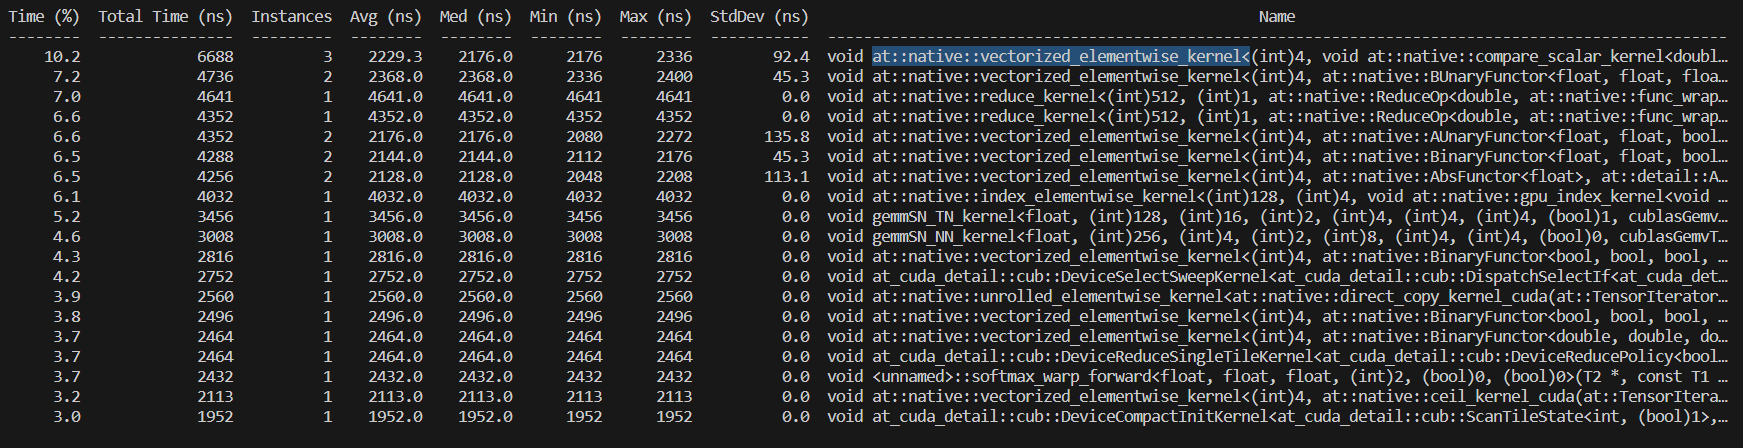 Time (%)  Total Time (ns)  Instances  Avg (ns)  Med (ns)  Min (ns)  Max (ns)  StdDev (ns)  Name
--------  ---------------  ---------  --------  --------  --------  --------  -----------  ----------------------------------------------------------------------------------------------------
10.2  6688  3  2229.3  2176.0  2176  2336  92.4  void at::native::vectorized_elementwise_kernel<(int)4, void at::native::compare_scalar_kernel<doubl…
7.2  4736  2  2368.0  2368.0  2336  2400  45.3  void at::native::vectorized_elementwise_kernel<(int)4, at::native::BUnaryFunctor<float, float, floa…
7.0  4641  1  4641.0  4641.0  4641  4641  0.0  void at::native::reduce_kernel<(int)512, (int)1, at::native::ReduceOp<double, at::native::func_wrap…
6.6  4352  1  4352.0  4352.0  4352  4352  0.0  void at::native::reduce_kernel<(int)512, (int)1, at::native::ReduceOp<double, at::native::func_wrap…
6.6  4352  2  2176.0  2176.0  2080  2272  135.8  void at::native::vectorized_elementwise_kernel<(int)4, at::native::AUnaryFunctor<float, float, bool…
6.5  4288  2  2144.0  2144.0  2112  2176  45.3  void at::native::vectorized_elementwise_kernel<(int)4, at::native::BinaryFunctor<float, float, bool…
6.5  4256  2  2128.0  2128.0  2048  2208  113.1  void at::native::vectorized_elementwise_kernel<(int)4, at::native::AbsFunctor<float>, at::detail::A…
6.1  4032  1  4032.0  4032.0  4032  4032  0.0  void at::native::index_elementwise_kernel<(int)128, (int)4, void at::native::gpu_index_kernel<void …
5.2  3456  1  3456.0  3456.0  3456  3456  0.0  void gemmSN_TN_kernel<float, (int)128, (int)16, (int)2, (int)4, (int)4, (int)4, (bool)1, cublasGemv…
4.6  3008  1  3008.0  3008.0  3008  3008  0.0  void gemmSN_NN_kernel<float, (int)256, (int)4, (int)2, (int)8, (int)4, (int)4, (bool)0, cublasGemvT…
4.3  2816  1  2816.0  2816.0  2816  2816  0.0  void at::native::vectorized_elementwise_kernel<(int)4, at::native::BinaryFunctor<bool, bool, bool, …
4.2  2752  1  2752.0  2752.0  2752  2752  0.0  void at_cuda_detail::cub::DeviceSelectSweepKernel<at_cuda_detail::cub::DispatchSelectIf<at_cuda_det…
3.9  2560  1  2560.0  2560.0  2560  2560  0.0  void at::native::unrolled_elementwise_kernel<at::native::direct_copy_kernel_cuda(at::TensorIterator…
3.8  2496  1  2496.0  2496.0  2496  2496  0.0  void at::native::vectorized_elementwise_kernel<(int)4, at::native::BinaryFunctor<bool, bool, bool, …
3.7  2464  1  2464.0  2464.0  2464  2464  0.0  void at::native::vectorized_elementwise_kernel<(int)4, at::native::BinaryFunctor<double, double, do…
3.7  2464  1  2464.0  2464.0  2464  2464  0.0  void at_cuda_detail::cub::DeviceReduceSingleTileKernel<at_cuda_detail::cub::DeviceReducePolicy<bool…
3.7  2432  1  2432.0  2432.0  2432  2432  0.0  void <unnamed>::softmax_warp_forward<float, float, float, (int)2, (bool)0, (bool)0>(T2 *, const T1 …
3.2  2113  1  2113.0  2113.0  2113  2113  0.0  void at::native::vectorized_elementwise_kernel<(int)4, at::native::ceil_kernel_cuda(at::TensorItera…
3.0  1952  1  1952.0  1952.0  1952  1952  0.0  void at_cuda_detail::cub::DeviceCompactInitKernel<at_cuda_detail::cub::ScanTileState<int, (bool)1>,…